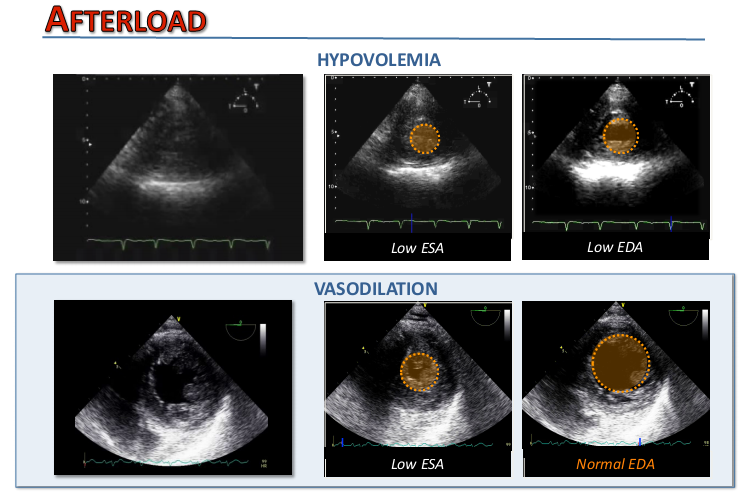 AFTERLOAD
HYPOVOLEMIA
Low ESA
Low EDA
VASODILATION
Low ESA
Normal EDA